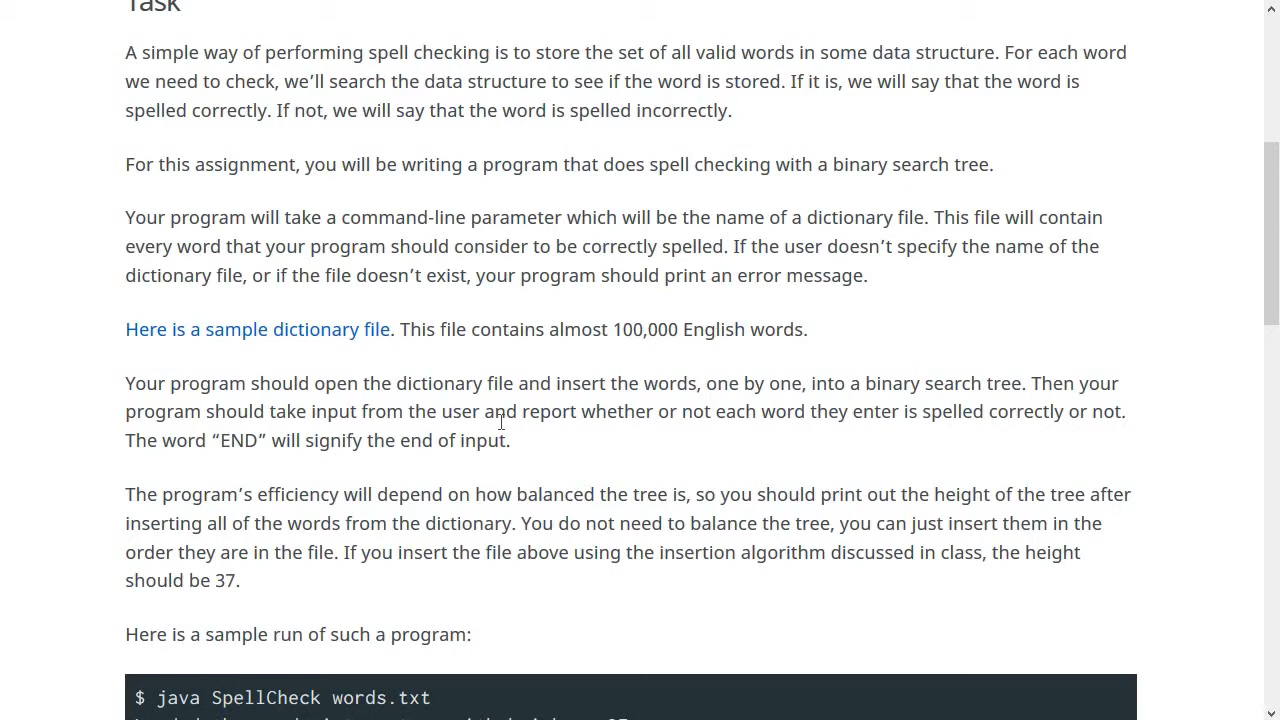 Task
A simple way of performing spell checking is to store the set of all valid words in some data structure. For each word
we need to check, we’ll search the data structure to see if the word is stored. If it is, we will say that the word is
spelled correctly. If not, we will say that the word is spelled incorrectly.
For this assignment, you will be writing a program that does spell checking with a binary search tree.
Your program will take a command-line parameter which will be the name of a dictionary file. This file will contain
every word that your program should consider to be correctly spelled. If the user doesn’t specify the name of the
dictionary file, or if the file doesn’t exist, your program should print an error message.
Here is a sample dictionary file. This file contains almost 100,000 English words.
Your program should open the dictionary file and insert the words, one by one, into a binary search tree. Then your
program should take input from the user and report whether or not each word they enter is spelled correctly or not.
The word “END” will signify the end of input.
The program’s efficiency will depend on how balanced the tree is, so you should print out the height of the tree after
inserting all of the words from the dictionary. You do not need to balance the tree, you can just insert them in the
order they are in the file. If you insert the file above using the insertion algorithm discussed in class, the height
should be 37.
Here is a sample run of such a program:
$ java SpellCheck words.txt